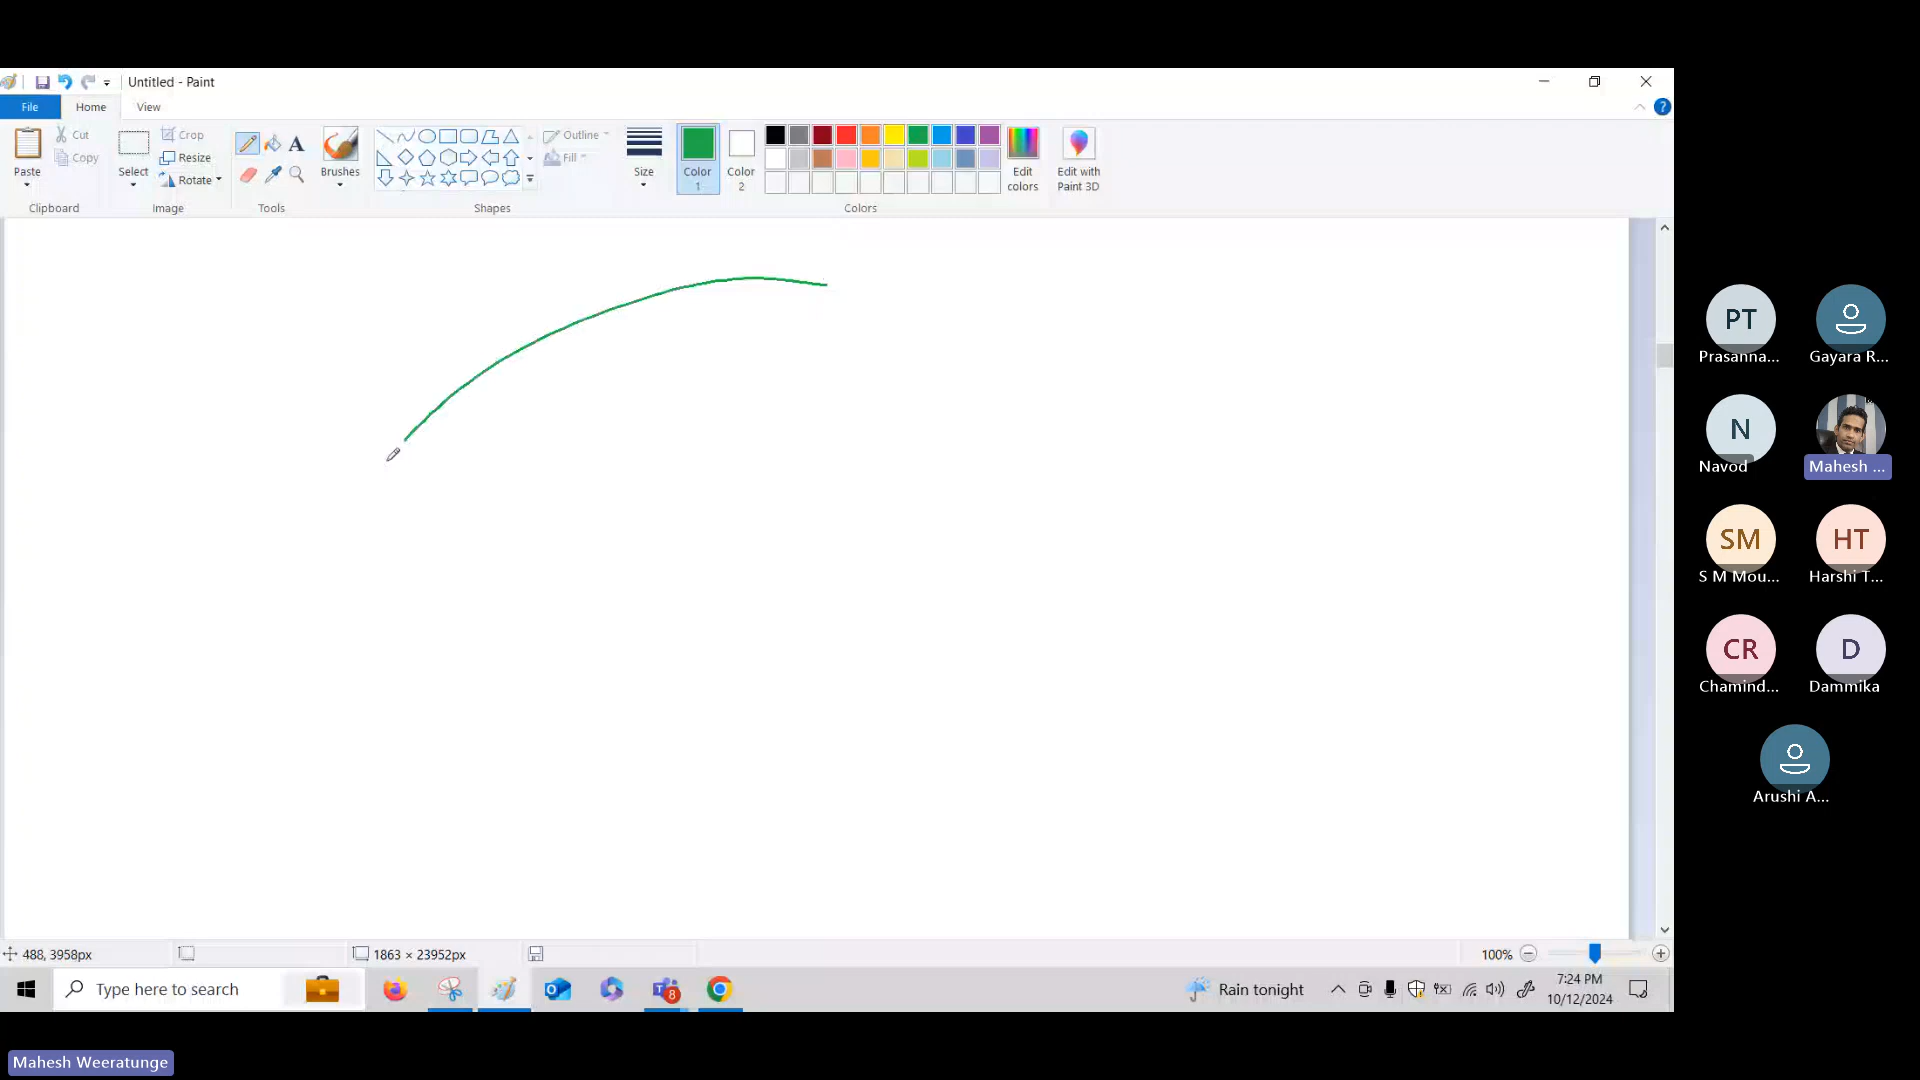 Untitled - Paint
File
Home
View
Paste
Cut
Copy
Clipboard
Select
Crop
Resize
Rotate
Image
A
Tools
Brushes
Outline
Fill
Shapes
Size
Color
1
Color
2
Colors
Edit
colors
Edit with
Paint 3D
PT
Prasanna...
Gayara R...
N
Navod
Mahesh ...
SM
S M Mou...
HT
Harshi T...
CR
Chamind...
D
Dammika
Arushi A...
488, 3958px
1863 × 23952px
100%
Type here to search
8
Rain tonight
7:24 PM
10/12/2024
Mahesh Weeratunge